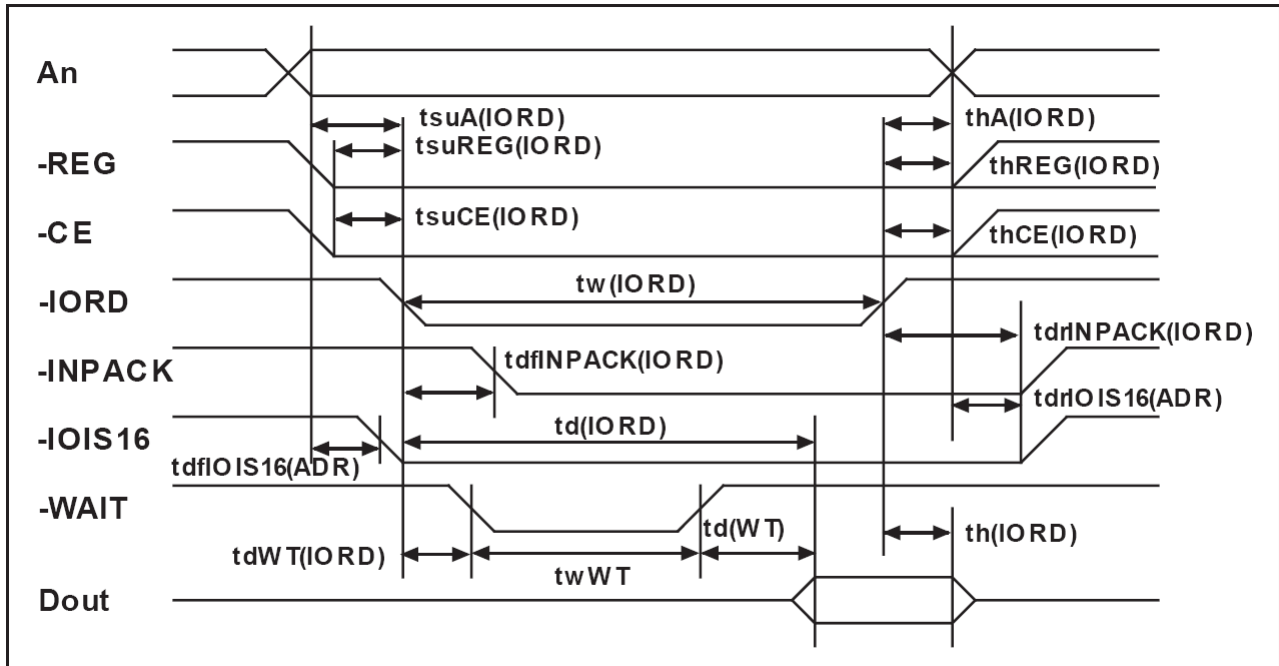 An
tsuA(IORD)
thA(IORD)
tsuREG(IORD)
-REG
thREG(IORD)
tsuCE(IORD)
-CE
thCE(IORD)
tw(IORD)
-IORD
tdrINPACK(IORD)
tdfINPACK(IORD)
-INPACK
tdrIOIS16(ADR)
td(IORD)
-IOIS16
tdfIOIS16(ADR)
-WAIT
td(WT)
th(IORD)
tdWT(IORD)
twWT
Dout